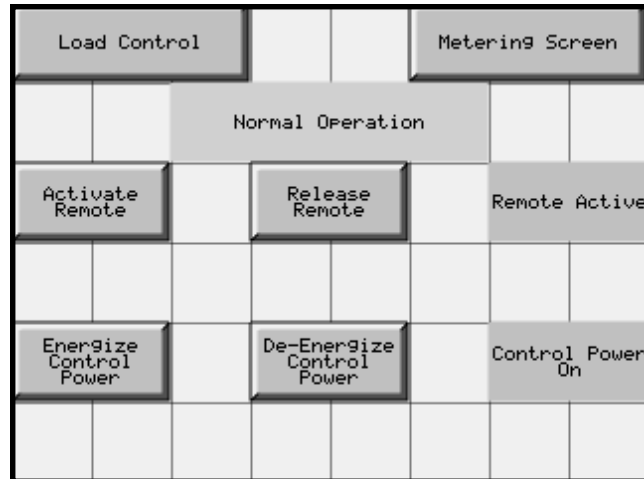 Load Control
Metering Screen
Normal Operation
Activate
Remote
Release
Remote
Remote Active
Energize
Control
Power
De-Energize
Control
Power
Control Power
On